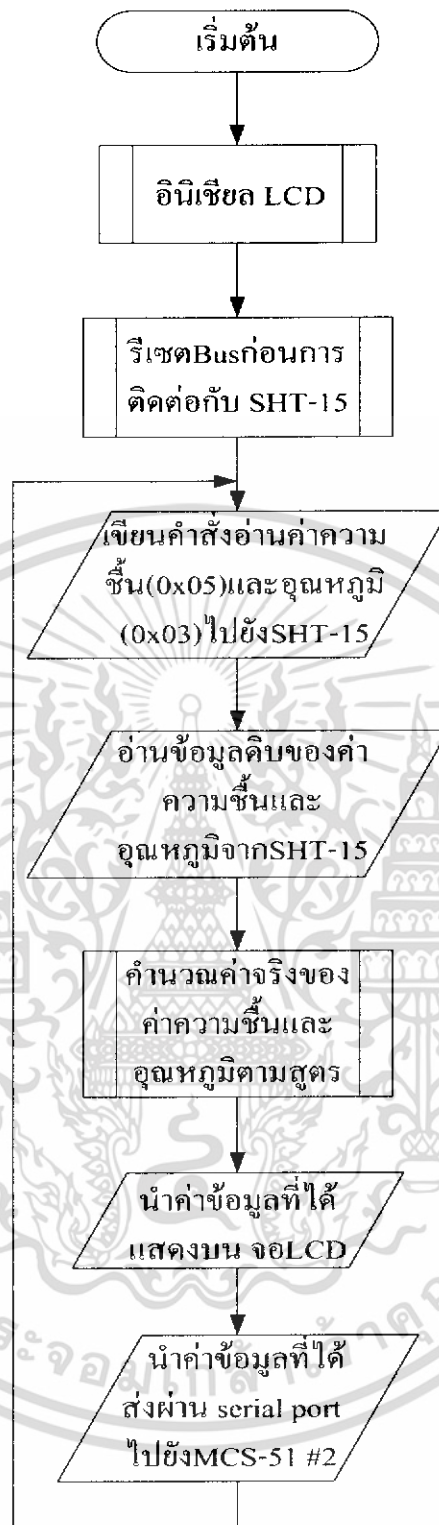 เริ่มต้น
อินิเชียล LCD
รีเซตBusก่อนการ
ติดต่อกับ SHT-15
เขียนคำสั่งอ่านค่าความ
ชื้น(0x05)และอุณหภูมิ
(0x03)ไปยังSHT-15
อ่านข้อมูลดิบของค่า
ความชื้นและ
อุณหภูมิจากSHT-15
คำนวณค่าจริงของ
ค่าความชื้นและ
อุณหภูมิตามสูตร
นำค่าข้อมูลที่ได้
แสดงบน จอLCD
นำค่าข้อมูลที่ได้
ส่งผ่าน serial port
ไปยังMCS-51 #2